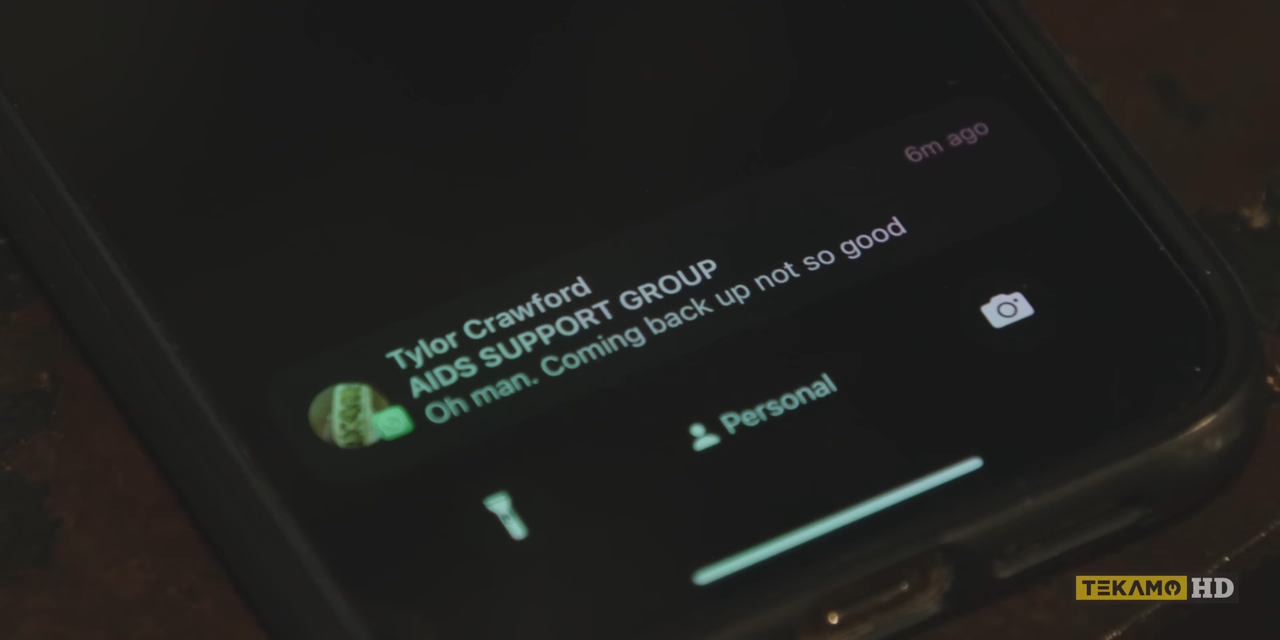 6m ago
Tylor Crawford
AIDS SUPPORT GROUP
Oh man. Coming back up not so good
Personal
TEKAMO HD